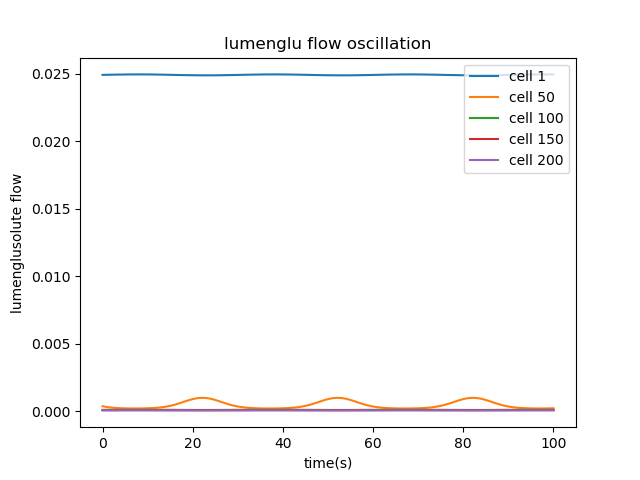 lumenglu flow oscillation
lumenglusolute flow
0.025
0.020
0.015
0.010
0.005
0.000
cell 1
cell 50
cell 100
cell 150
cell 200
0
20
40
60
80
100
time(s)